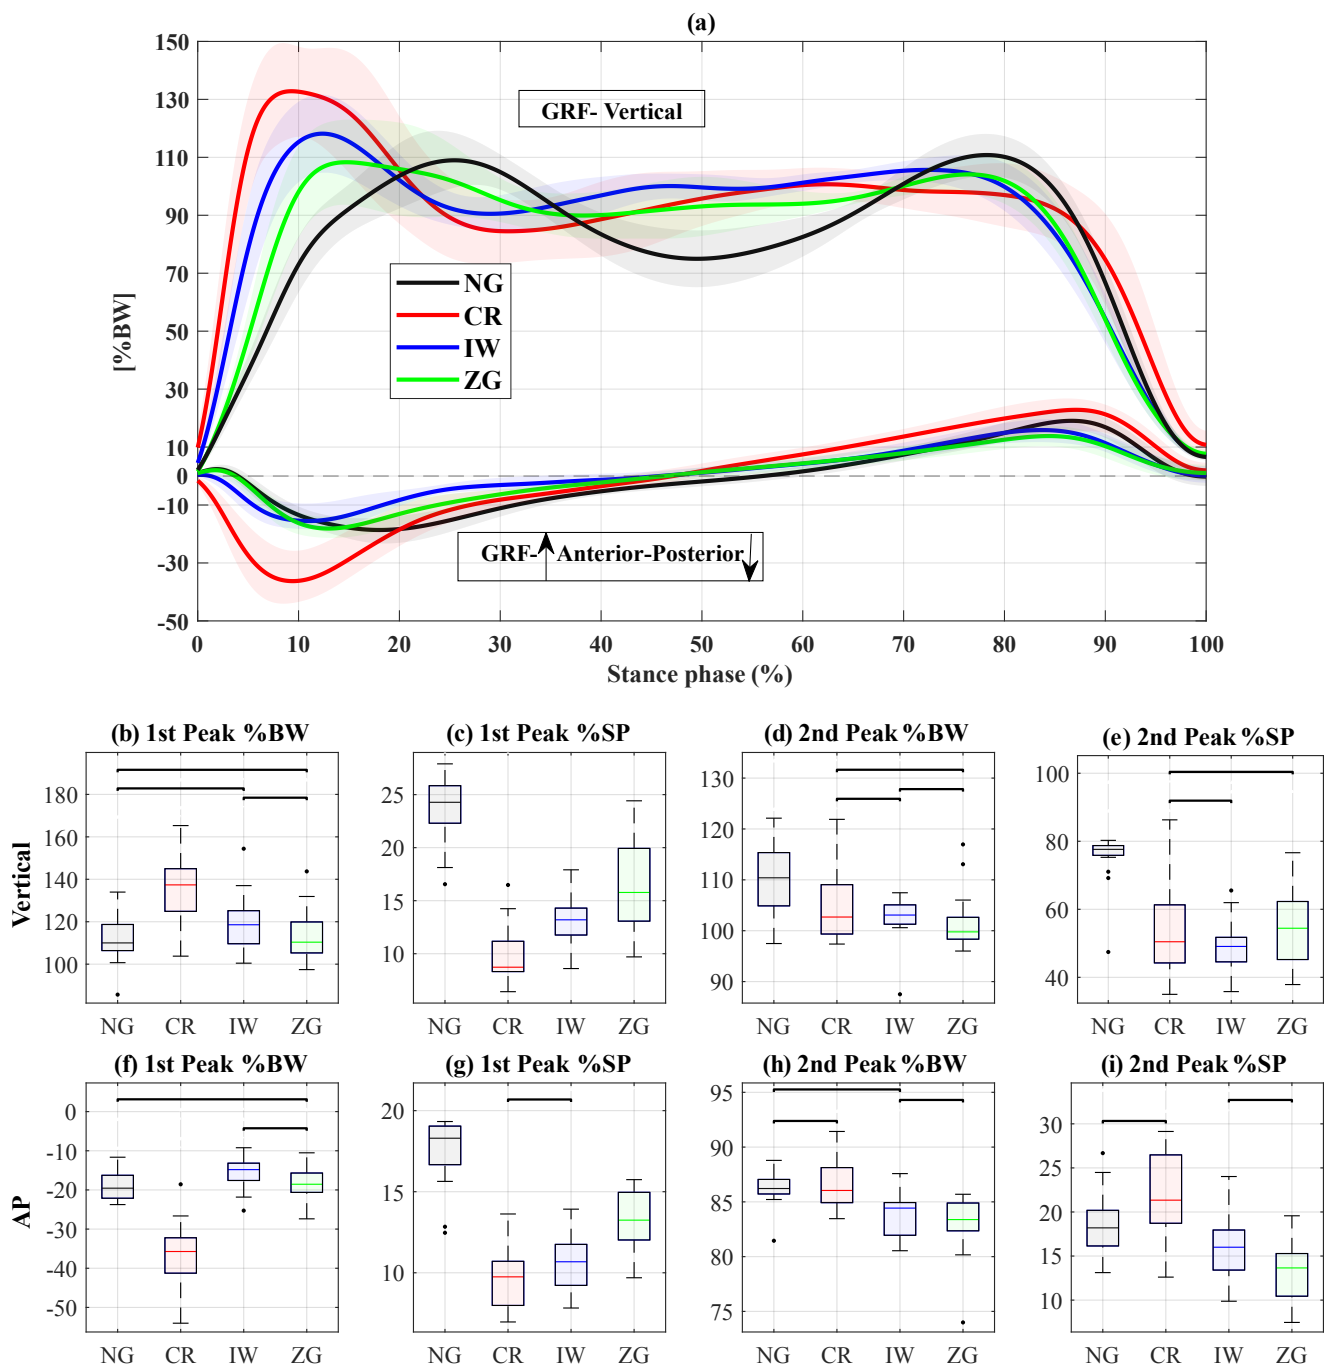 (a)
150
130
110
90
70
50
30
10
0
-10
-30
-50
[%BW]
GRF- Vertical
NG
CR
IW
ZG
GRF- Anterior-Posterior
0 10 20 30 40 50 60 70 80 90 100
Stance phase (%)
(b) 1st Peak %BW
180
160
140
120
100
Vertical
NG CR IW ZG
(c) 1st Peak %SP
25
20
15
10
NG CR IW ZG
(d) 2nd Peak %BW
130
120
110
100
90
NG CR IW ZG
(e) 2nd Peak %SP
100
80
60
40
NG CR IW ZG
(f) 1st Peak %BW
0
-10
-20
-30
-40
-50
AP
NG CR IW ZG
(g) 1st Peak %SP
20
15
10
NG CR IW ZG
(h) 2nd Peak %BW
95
90
85
80
75
NG CR IW ZG
(i) 2nd Peak %SP
30
25
20
15
10
NG CR IW ZG